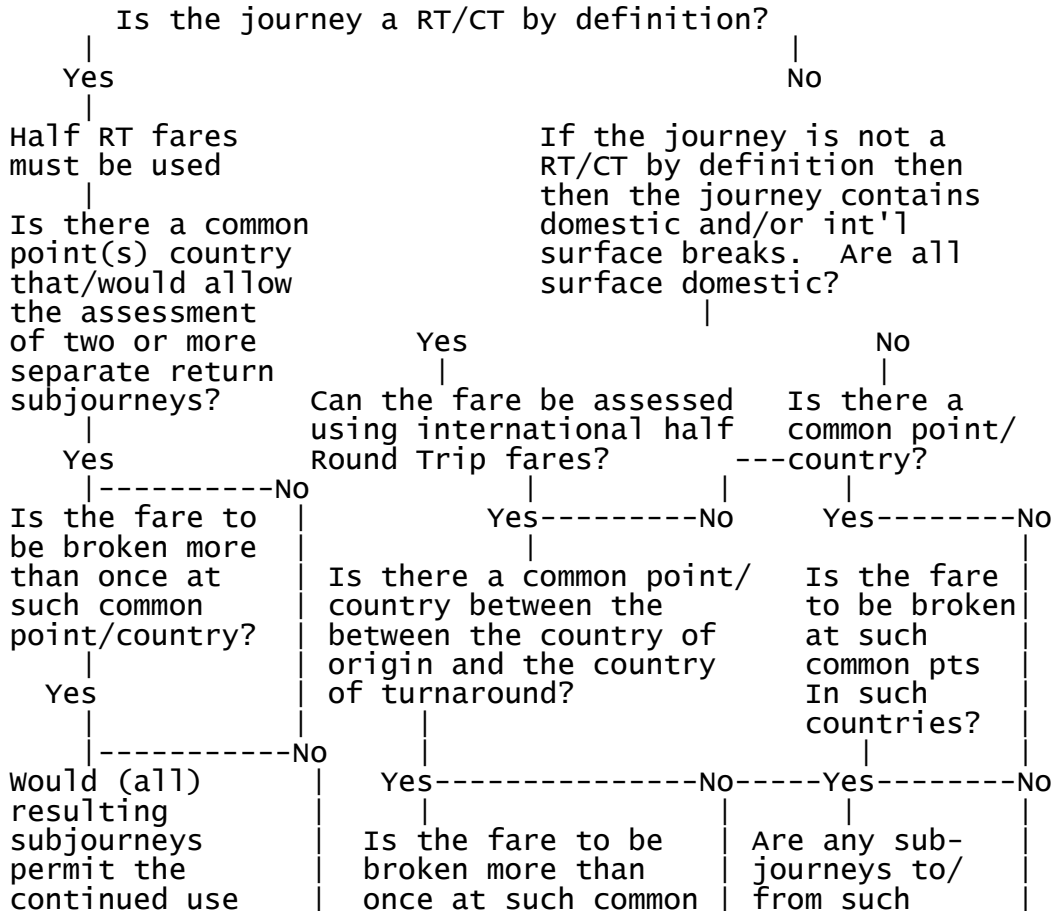 Is the journey a RT/CT by definition?
| |
Yes No
|
Half RT fares If the journey is not a
must be used RT/CT by definition then
| then the journey contains
Is there a common domestic and/or int'l
point(s) country surface breaks. Are all
that/would allow surface domestic?
the assessment |
of two or more Yes No
separate return | |
subjourneys? Can the fare be assessed Is there a
| using international half common point/
Yes Round Trip fares? ---country?
|----------No | | |
Is the fare to | Yes---------No Yes--------No
be broken more | | |
than once at | Is there a common point/ Is the fare |
such common | country between the to be broken|
point/country? | between the country of at such |
| | origin and the country common pts |
Yes | of turnaround? In such |
| | | countries? |
|-----------No | | |
Would (all) | Yes--------------No-----Yes--------No
resulting | | | | |
subjourneys | Is the fare to be | Are any sub- |
permit the | broken more than | journeys to/ |
continued use | once at such common | from such |